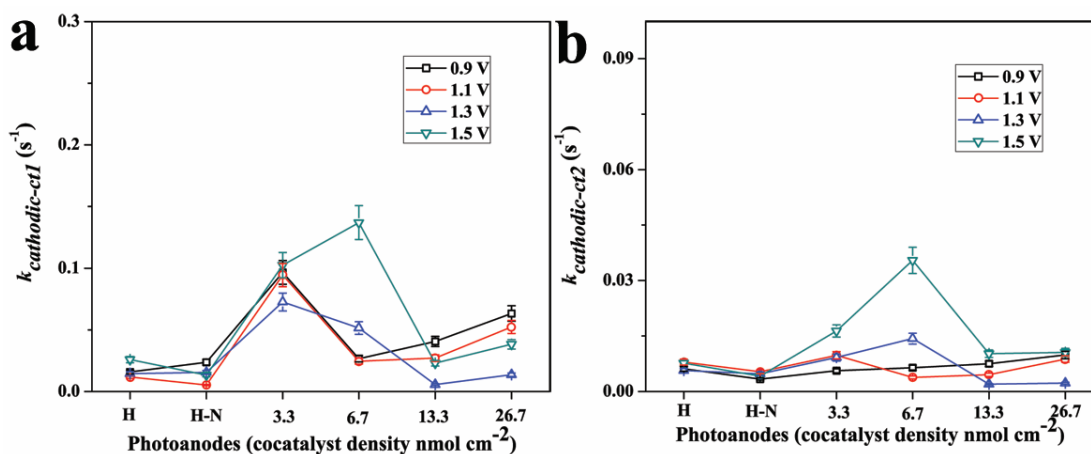 a
0.3
0.2
0.1
0.0
k cathodic-ct1 (s-1)
0.9 V
1.1 V
1.3 V
1.5 V
H H-N 3.3 6.7 13.3 26.7
Photoanodes (cocatalyst density nmol cm-2)
b
0.09
0.06
0.03
0.00
k cathodic-ct2 (s-1)
0.9 V
1.1 V
1.3 V
1.5 V
H H-N 3.3 6.7 13.3 26.7
Photoanodes (cocatalyst density nmol cm-2)